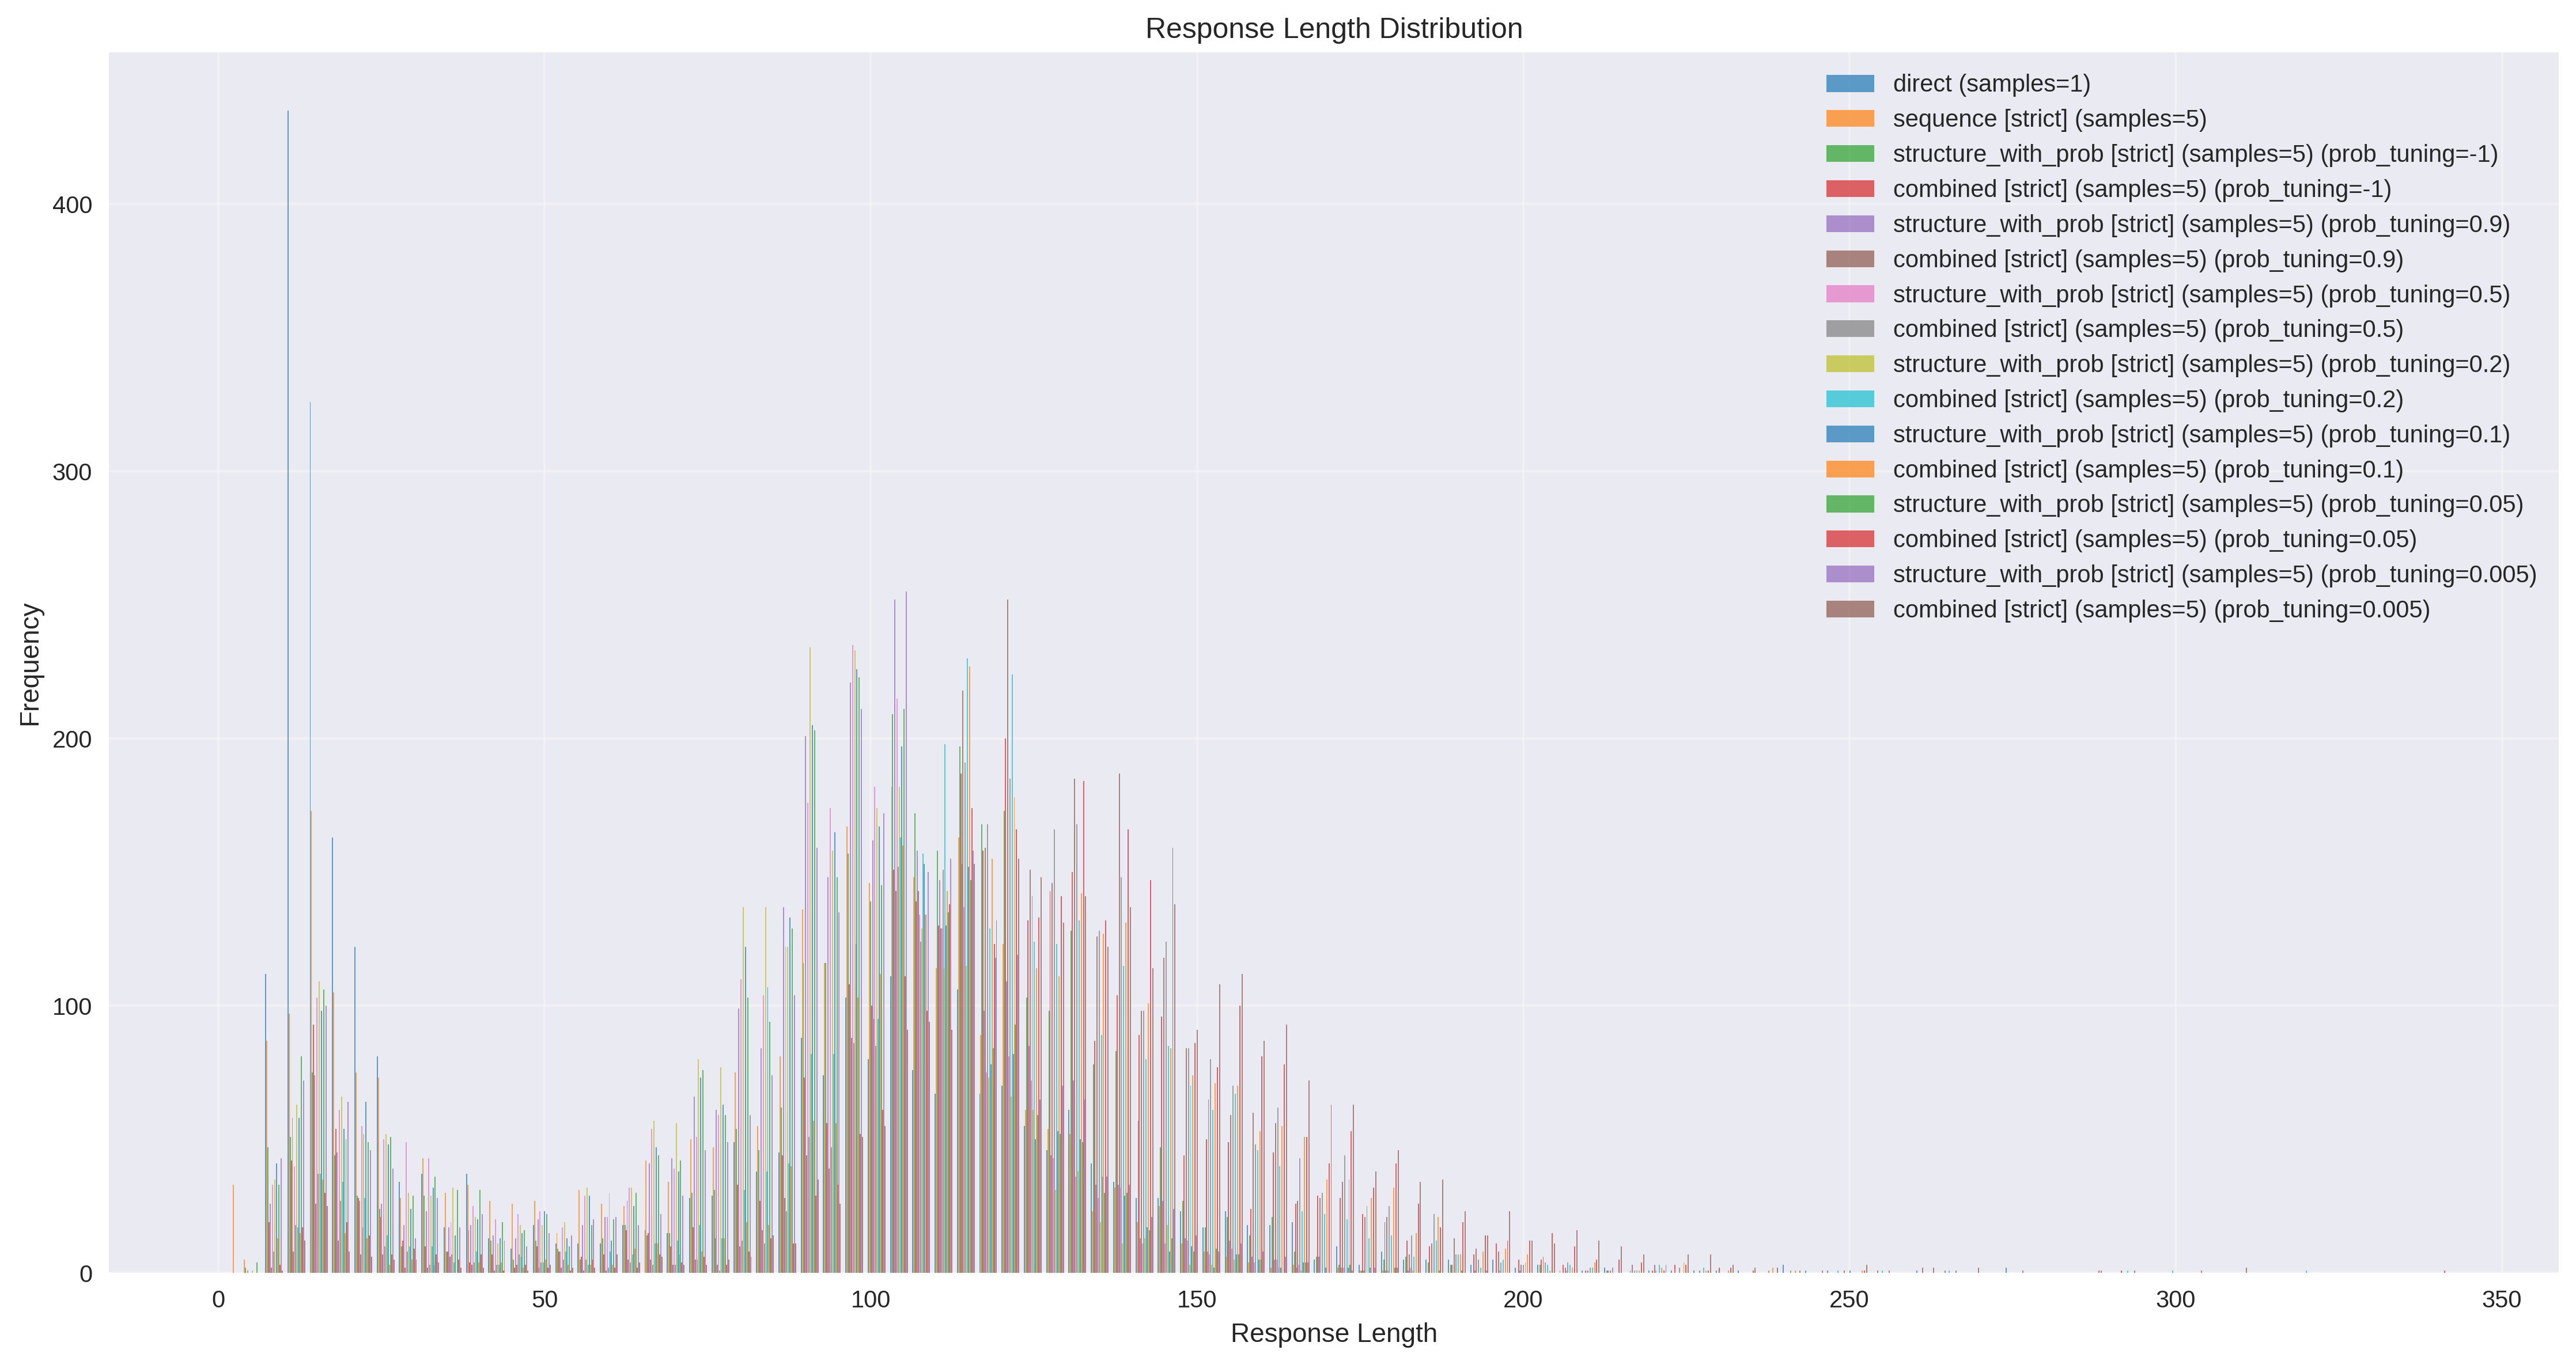 Response Length Distribution
direct (samples=1)
sequence [strict] (samples=5)
structure_with_prob [strict] (samples=5) (prob_tuning=-1)
combined [strict] (samples=5) (prob_tuning=-1)
structure_with_prob [strict] (samples=5) (prob_tuning=0.9)
combined [strict] (samples=5) (prob_tuning=0.9)
structure_with_prob [strict] (samples=5) (prob_tuning=0.5)
combined [strict] (samples=5) (prob_tuning=0.5)
structure_with_prob [strict] (samples=5) (prob_tuning=0.2)
combined [strict] (samples=5) (prob_tuning=0.2)
structure_with_prob [strict] (samples=5) (prob_tuning=0.1)
combined [strict] (samples=5) (prob_tuning=0.1)
structure_with_prob [strict] (samples=5) (prob_tuning=0.05)
combined [strict] (samples=5) (prob_tuning=0.05)
structure_with_prob [strict] (samples=5) (prob_tuning=0.005)
combined [strict] (samples=5) (prob_tuning=0.005)
Frequency
400
300
200
100
0
0 50 100 150 200 250 300 350
Response Length